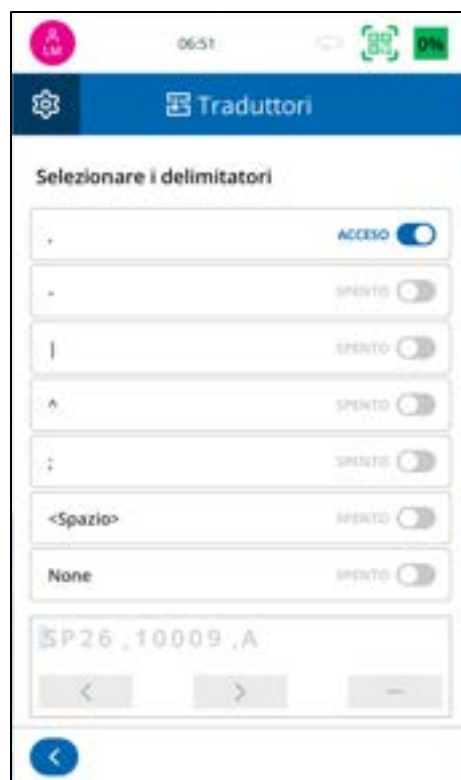 LM
06:51
0%
Traduttori
Selezionare i delimitatori
, ACCESO
- SPENTO
| SPENTO
^ SPENTO
; SPENTO
<Spazio> SPENTO
None SPENTO
SP26,10009,A